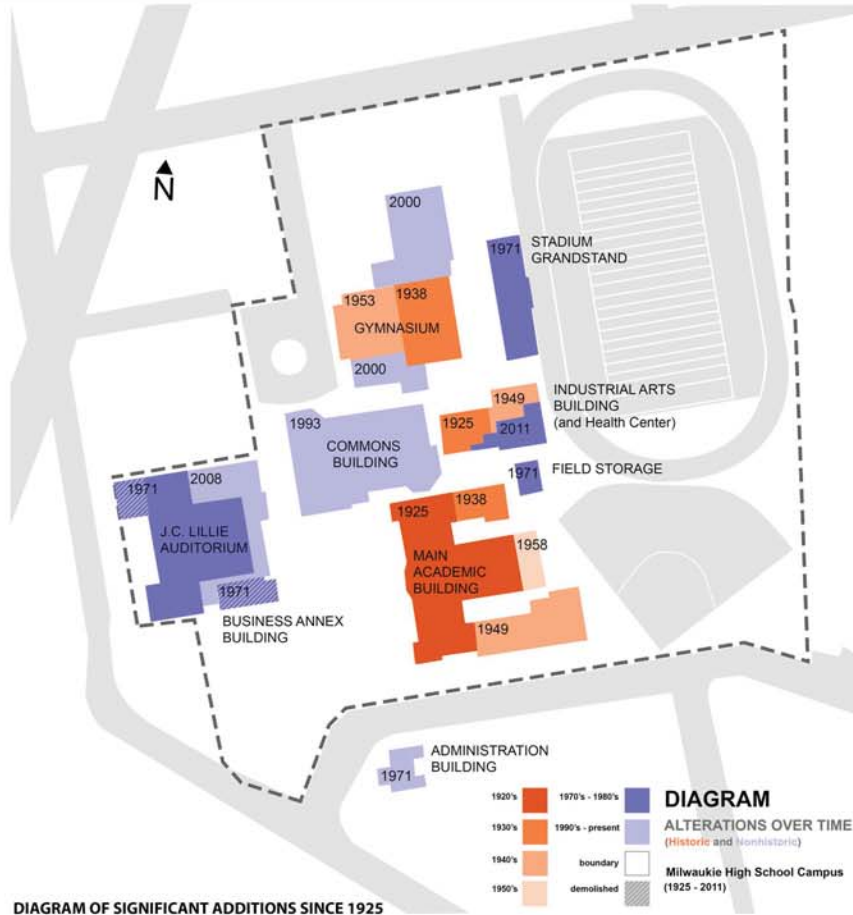 N
2000
1971
STADIUM
GRANDSTAND
1953
1938
GYMNASIUM
2000
INDUSTRIAL ARTS
BUILDING
(and Health Center)
1949
1925
2011
1993
COMMONS
BUILDING
1971
FIELD STORAGE
1971
2008
J.C. LILLIE
AUDITORIUM
1971
BUSINESS ANNEX
BUILDING
1925
1938
MAIN
ACADEMIC
BUILDING
1958
1949
ADMINISTRATION
BUILDING
1971
1920's
1930's
1940's
1950's
1970's - 1980's
1990's - present
boundary
demolished
DIAGRAM
ALTERATIONS OVER TIME
(Historic and Nonhistoric)
Milwaukie High School Campus
(1925 - 2011)
DIAGRAM OF SIGNIFICANT ADDITIONS SINCE 1925